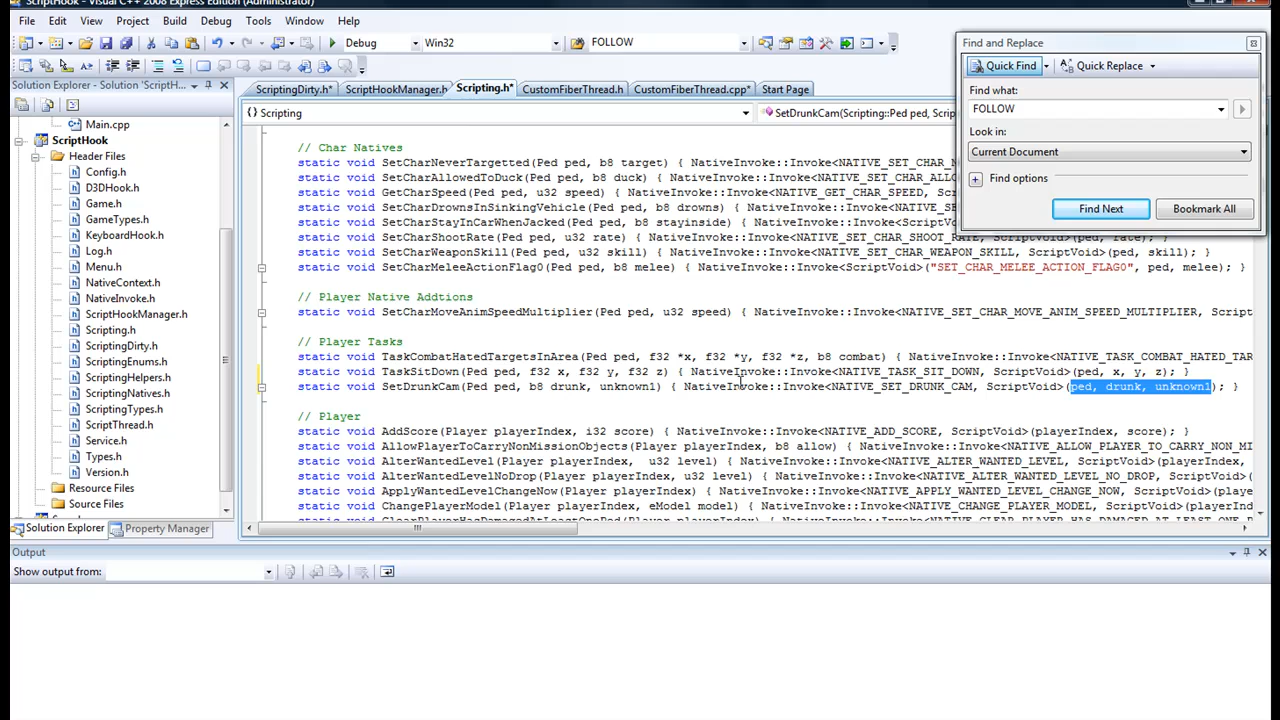 ScriptHook - Visual C++ 2008 Express Edition (Administrator)
File Edit View Project Build Debug Tools Window Help
Debug Win32 FOLLOW
Solution Explorer - Solution 'ScriptH...
Main.cpp
ScriptHook
Header Files
Config.h
D3DHook.h
Game.h
GameTypes.h
KeyboardHook.h
Log.h
Menu.h
NativeContext.h
NativeInvoke.h
ScriptHookManager.h
Scripting.h
ScriptingDirty.h
ScriptingEnums.h
ScriptingHelpers.h
ScriptingNatives.h
ScriptingTypes.h
ScriptThread.h
Service.h
Types.h
Version.h
Resource Files
Source Files
Solution Explorer Property Manager
ScriptingDirty.h* ScriptHookManager.h Scripting.h* CustomFiberThread.h CustomFiberThread.cpp* Start Page
{} Scripting SetDrunkCam(Scripting::Ped ped, Scrip
// Char Natives
static void SetCharNeverTargetted(Ped ped, b8 target) { NativeInvoke::Invoke<NATIVE_SET_CHAR_N
static void SetCharAllowedToDuck(Ped ped, b8 duck) { NativeInvoke::Invoke<NATIVE_SET_CHAR_ALLO
static void GetCharSpeed(Ped ped, u32 speed) { NativeInvoke::Invoke<NATIVE_GET_CHAR_SPEED, Scr
static void SetCharDrownsInSinkingVehicle(Ped ped, b8 drowns) { NativeInvoke::Invoke<NATIVE_SE
static void SetCharStayInCarWhenJacked(Ped ped, b8 stayinside) { NativeInvoke::Invoke<ScriptVo
static void SetCharShootRate(Ped ped, u32 rate) { NativeInvoke::Invoke<NATIVE_SET_CHAR_SHOOT_RATE, ScriptVoid>(ped, rate); }
static void SetCharWeaponSkill(Ped ped, u32 skill) { NativeInvoke::Invoke<NATIVE_SET_CHAR_WEAPON_SKILL, ScriptVoid>(ped, skill); }
static void SetCharMeleeActionFlag0(Ped ped, b8 melee) { NativeInvoke::Invoke<ScriptVoid>("SET_CHAR_MELEE_ACTION_FLAG0", ped, melee); }
// Player Native Addtions
static void SetCharMoveAnimSpeedMultiplier(Ped ped, u32 speed) { NativeInvoke::Invoke<NATIVE_SET_CHAR_MOVE_ANIM_SPEED_MULTIPLIER, Script
// Player Tasks
static void TaskCombatHatedTargetsInArea(Ped ped, f32 *x, f32 *y, f32 *z, b8 combat) { NativeInvoke::Invoke<NATIVE_TASK_COMBAT_HATED_TAR
static void TaskSitDown(Ped ped, f32 x, f32 y, f32 z) { NativeInvoke::Invoke<NATIVE_TASK_SIT_DOWN, ScriptVoid>(ped, x, y, z); }
static void SetDrunkCam(Ped ped, b8 drunk, unknown1) { NativeInvoke::Invoke<NATIVE_SET_DRUNK_CAM, ScriptVoid>(ped, drunk, unknown1); }
// Player
static void AddScore(Player playerIndex, i32 score) { NativeInvoke::Invoke<NATIVE_ADD_SCORE, ScriptVoid>(playerIndex, score); }
static void AllowPlayerToCarryNonMissionObjects(Player playerIndex, b8 allow) { NativeInvoke::Invoke<NATIVE_ALLOW_PLAYER_TO_CARRY_NON_MI
static void AlterWantedLevel(Player playerIndex, u32 level) { NativeInvoke::Invoke<NATIVE_ALTER_WANTED_LEVEL, ScriptVoid>(playerIndex,
static void AlterWantedLevelNoDrop(Player playerIndex, u32 level) { NativeInvoke::Invoke<NATIVE_ALTER_WANTED_LEVEL_NO_DROP, ScriptVoid>(
static void ApplyWantedLevelChangeNow(Player playerIndex) { NativeInvoke::Invoke<NATIVE_APPLY_WANTED_LEVEL_CHANGE_NOW, ScriptVoid>(playe
static void ChangePlayerModel(Player playerIndex, eModel model) { NativeInvoke::Invoke<NATIVE_CHANGE_PLAYER_MODEL, ScriptVoid>(playerInd
Find and Replace
Quick Find Quick Replace
Find what:
FOLLOW
Look in:
Current Document
Find options
Find Next Bookmark All
Output
Show output from: